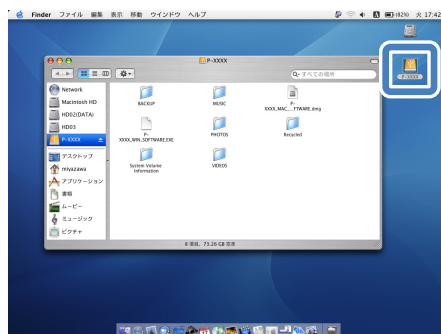 Finder ファイル 編集 表示 移動 ウインドウ ヘルプ
(82%) 火 17:42
P-XXXX
すべての場所
Network
Macintosh HD
HD02(DATA)
HD03
P-XXXX
デスクトップ
miyazawa
アプリケーション
書類
ムービー
ミュージック
ピクチャ
BACKUP
MUSIC
P-
XXXX_MAC_...FTWARE.dmg
P-
XXXX_WIN_SOFTWARE.EXE
PHOTOS
Recycled
System Volume
Information
VIDEOS
8 項目、73.26 GB 空き
P-XXXX